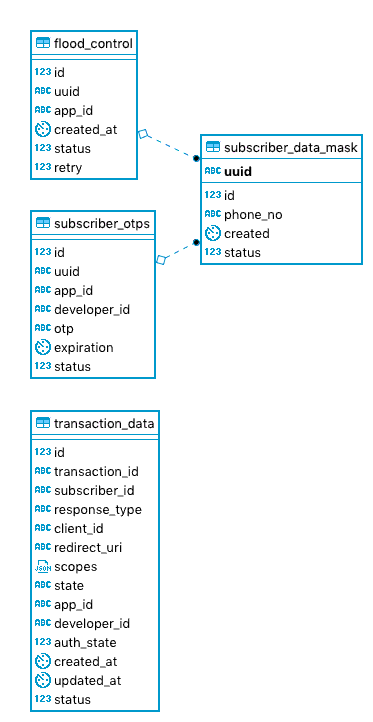 flood_control
123 id
ABC uuid
ABC app_id
created_at
123 status
123 retry
subscriber_data_mask
ABC uuid
123 id
ABC phone_no
created
123 status
subscriber_otps
123 id
ABC uuid
ABC app_id
ABC developer_id
ABC otp
expiration
123 status
transaction_data
123 id
ABC transaction_id
ABC subscriber_id
ABC response_type
ABC client_id
ABC redirect_uri
JSON scopes
ABC state
ABC app_id
ABC developer_id
123 auth_state
created_at
updated_at
123 status